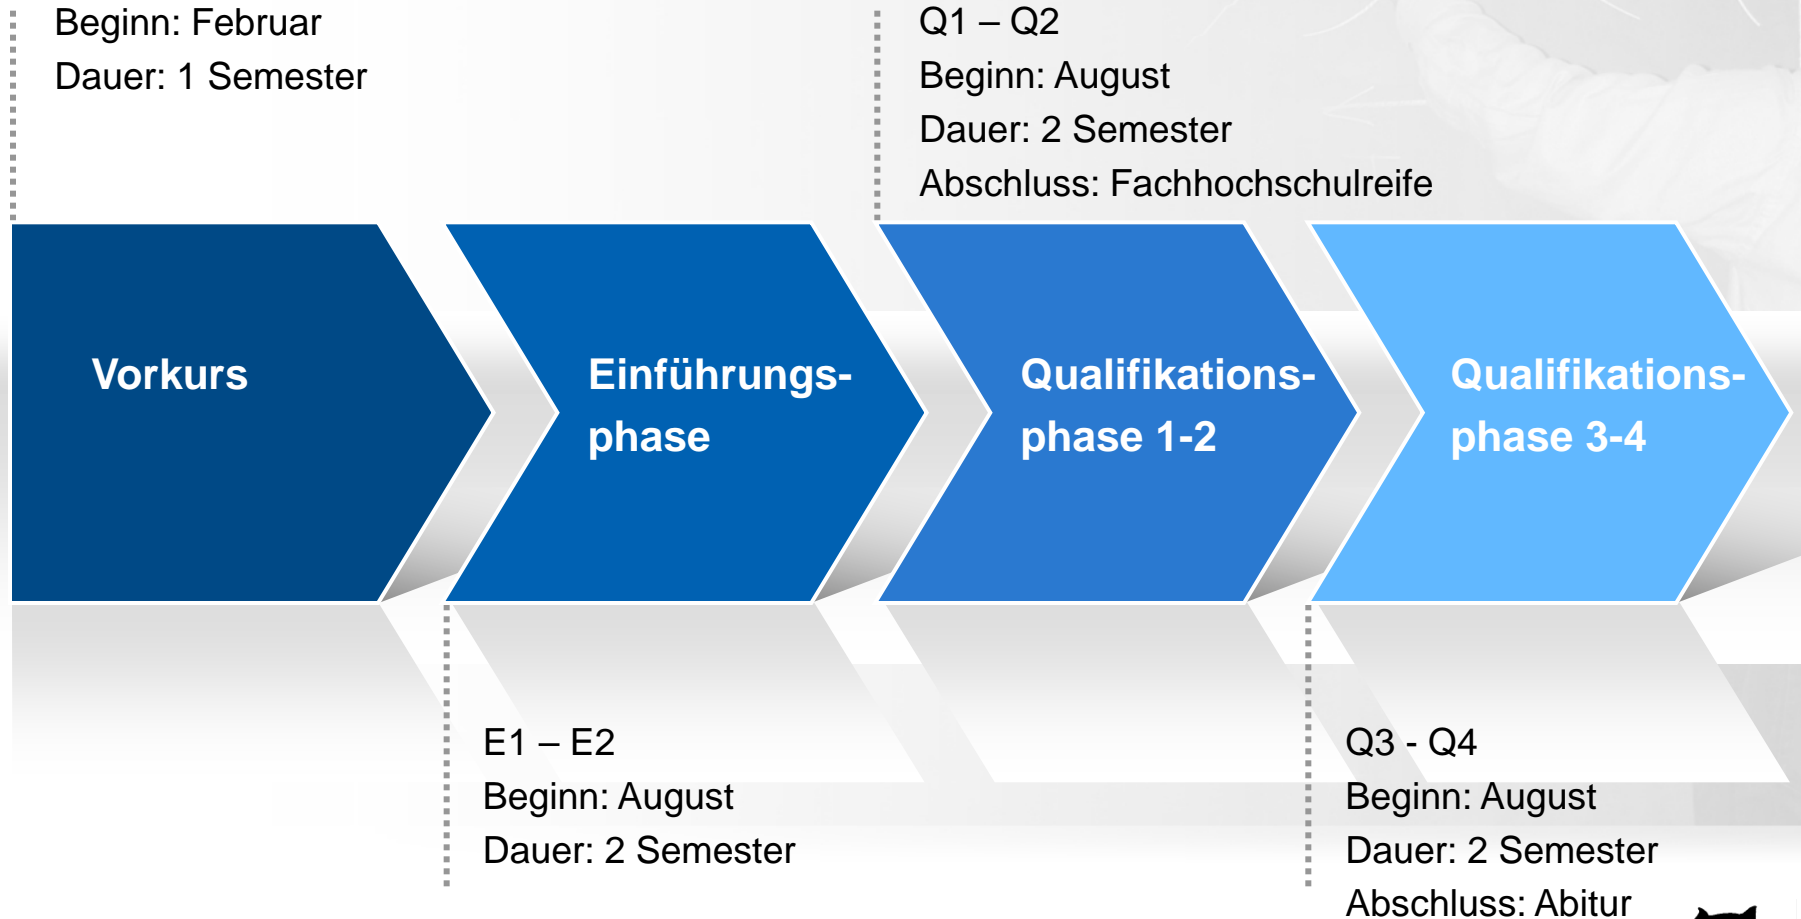 Beginn: Februar
Dauer: 1 Semester
Q1 – Q2
Beginn: August
Dauer: 2 Semester
Abschluss: Fachhochschulreife
Vorkurs
Einführungs-
phase
Qualifikations-
phase 1-2
Qualifikations-
phase 3-4
E1 – E2
Beginn: August
Dauer: 2 Semester
Q3 - Q4
Beginn: August
Dauer: 2 Semester
Abschluss: Abitur